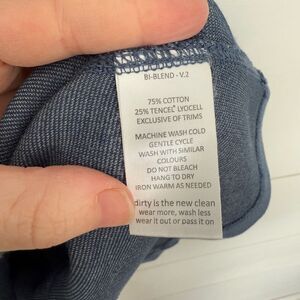 BI-BLEND - V.2
75% COTTON
25% TENCEL® LYOCELL
EXCLUSIVE OF TRIMS
MACHINE WASH COLD
GENTLE CYCLE
WASH WITH SIMILAR
COLOURS
DO NOT BLEACH
HANG TO DRY
IRON WARM AS NEEDED
dirty is the new clean
wear more, wash less
wear it out or pass it on